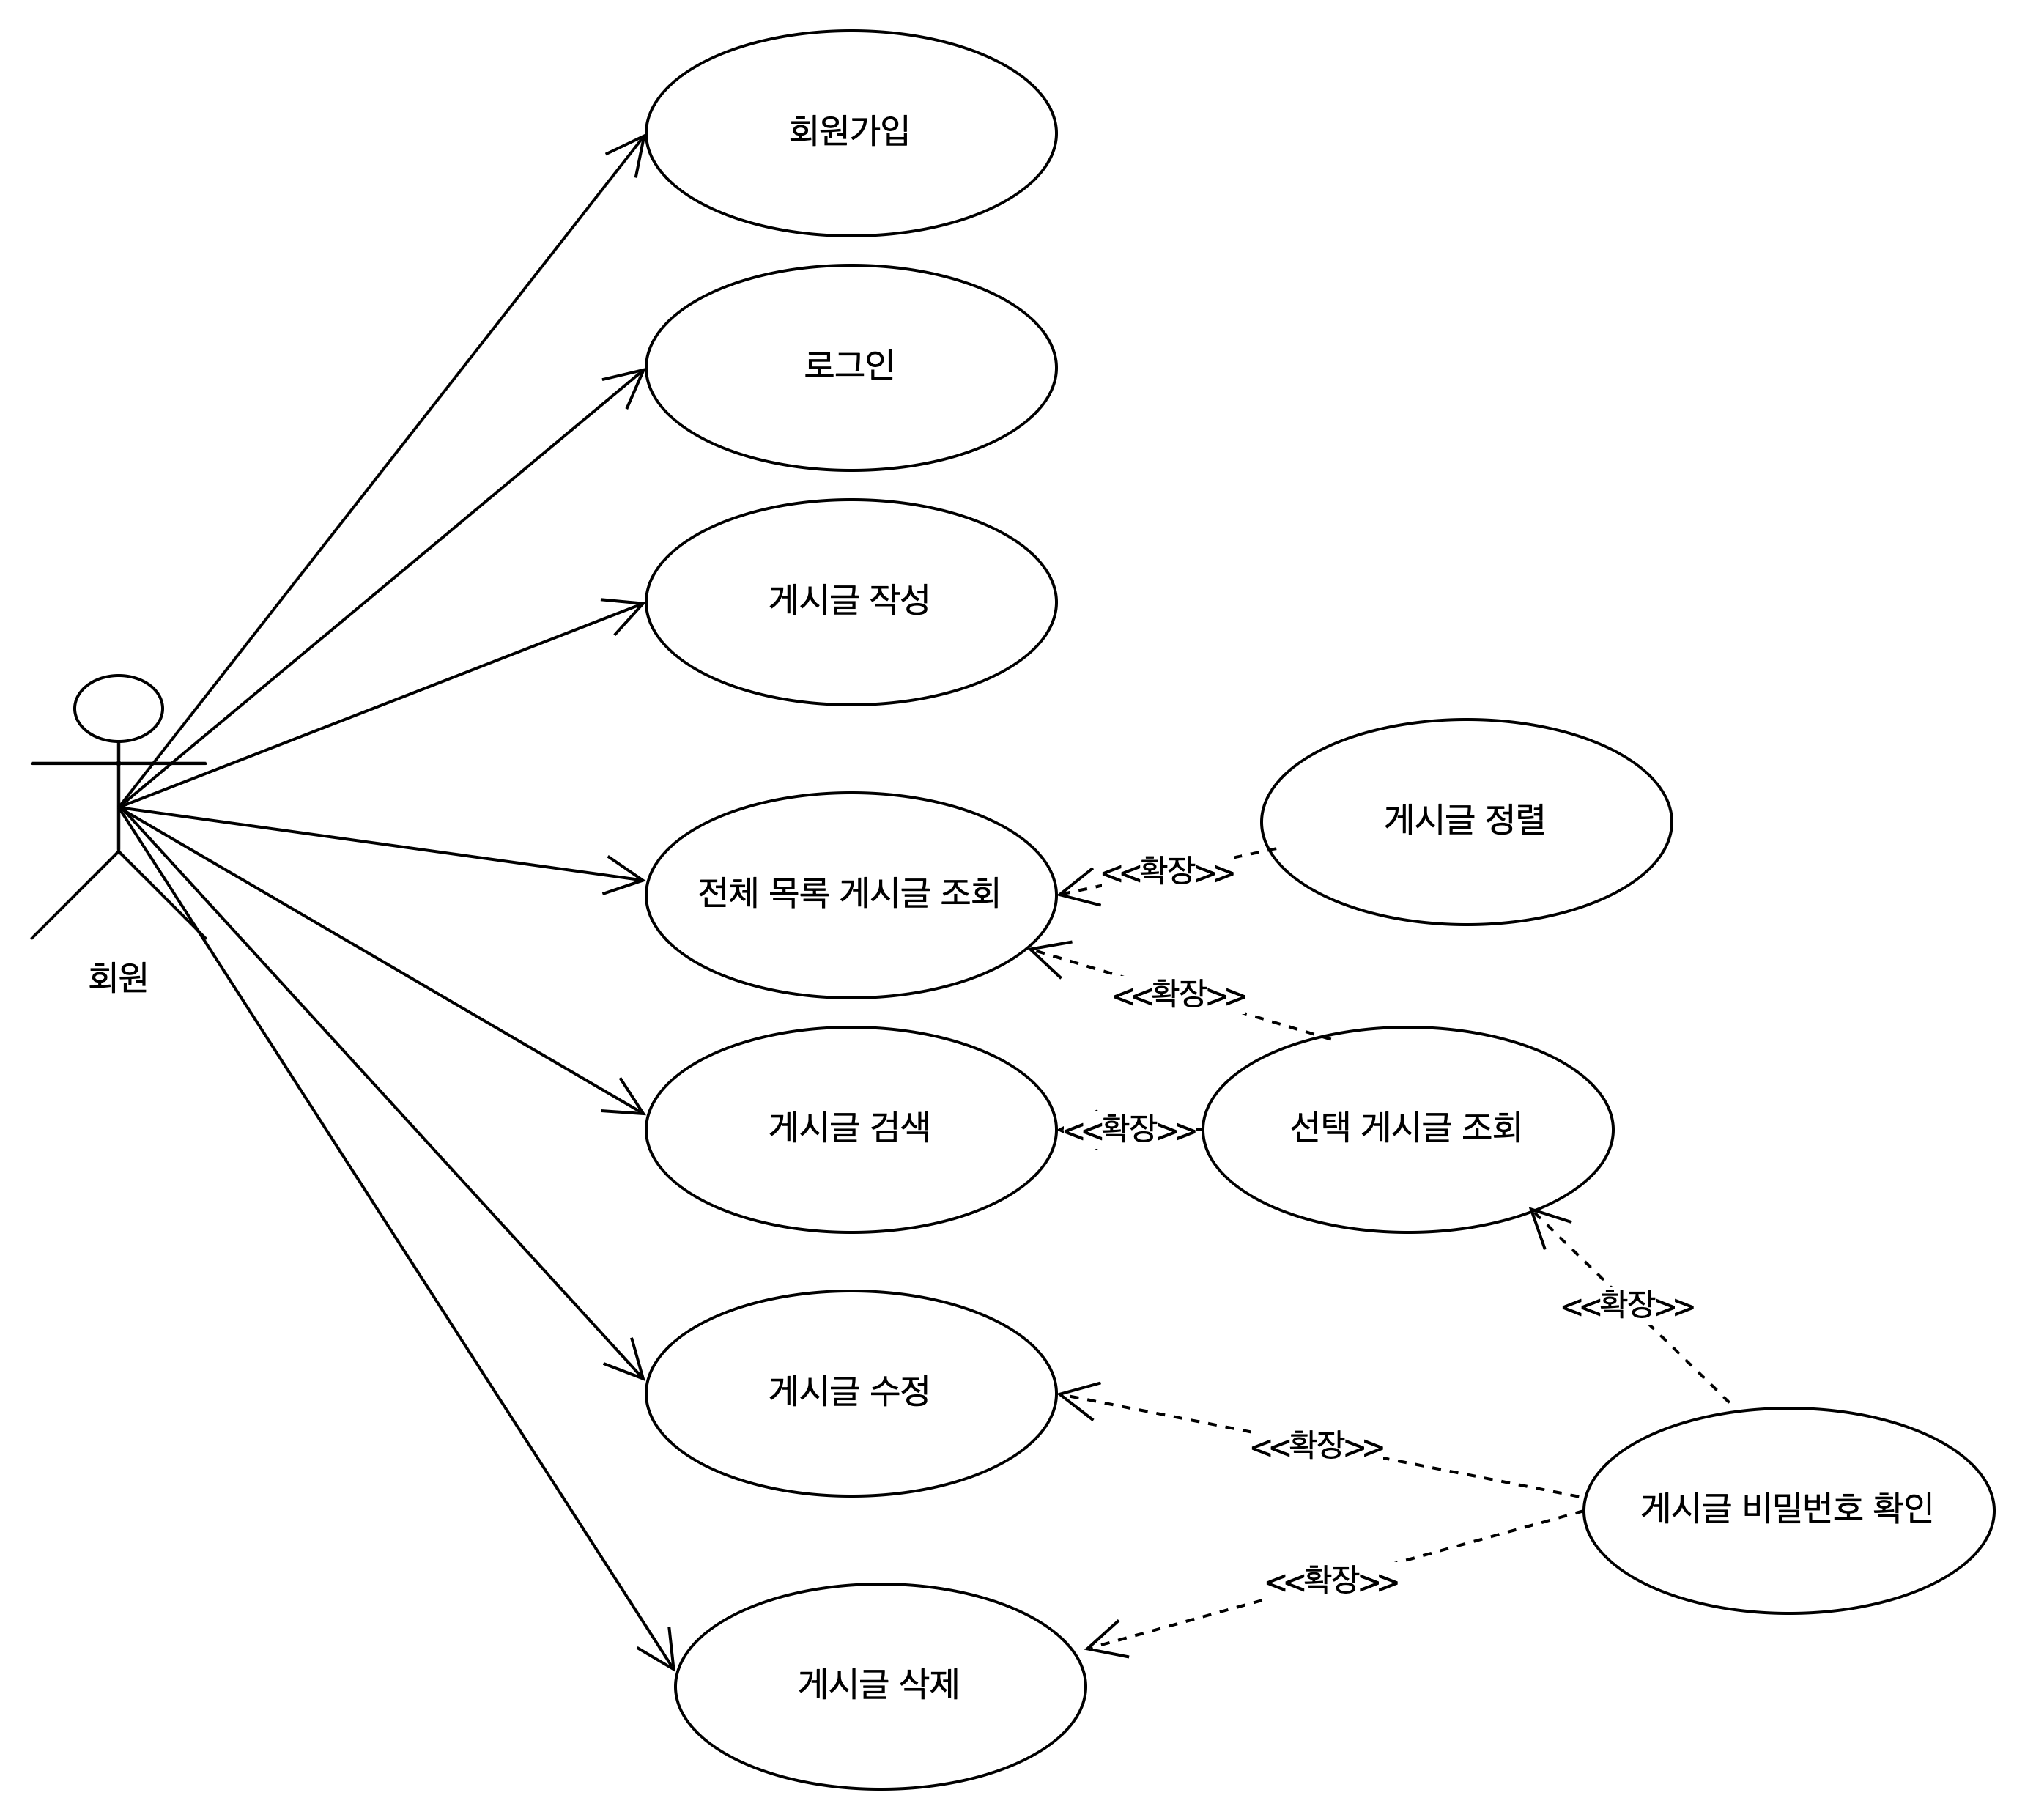 회원가입
로그인
게시글 작성
게시글 정렬
<<확장>>
전체 목록 게시글 조회
회원
<<확장>>
게시글 검색
<<확장>>
선택 게시글 조회
<<확장>>
게시글 수정
<<확장>>
게시글 비밀번호 확인
<<확장>>
게시글 삭제